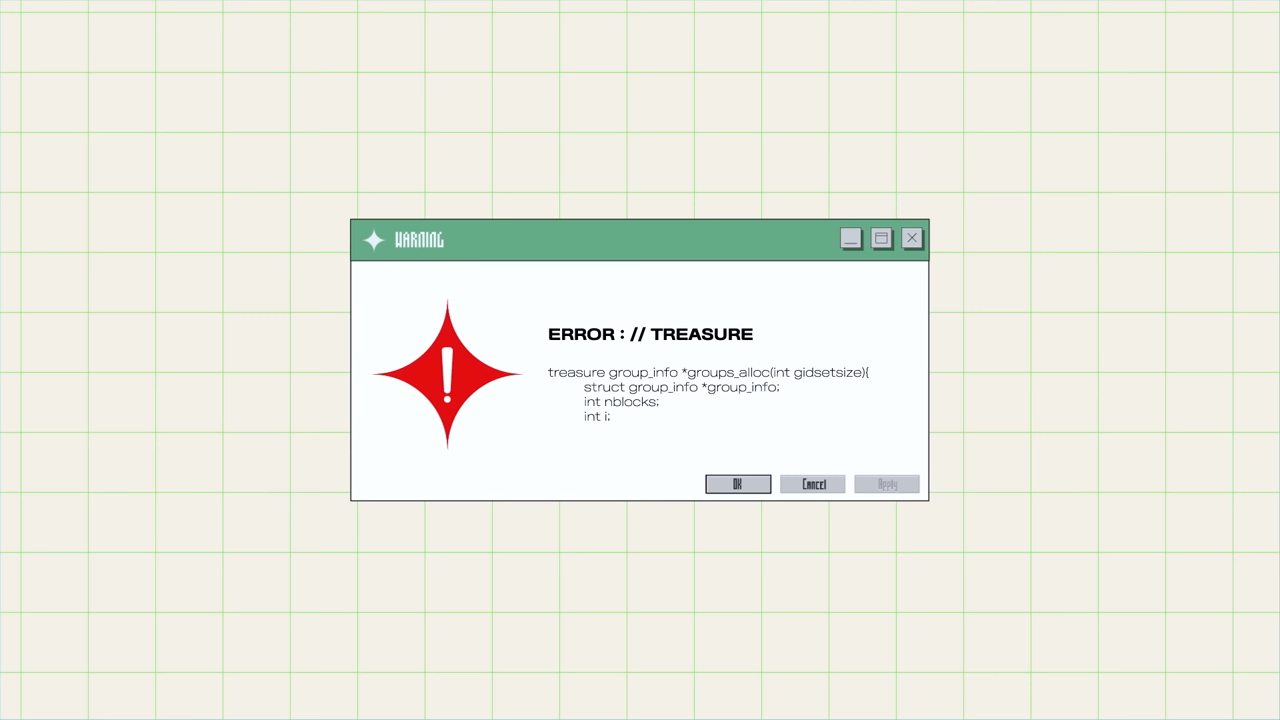 WARNING
!
ERROR : // TREASURE
treasure group_info *groups_alloc(int gidsetsize){
struct group_info *group_info;
int nblocks;
int i;
OK Cancel Apply